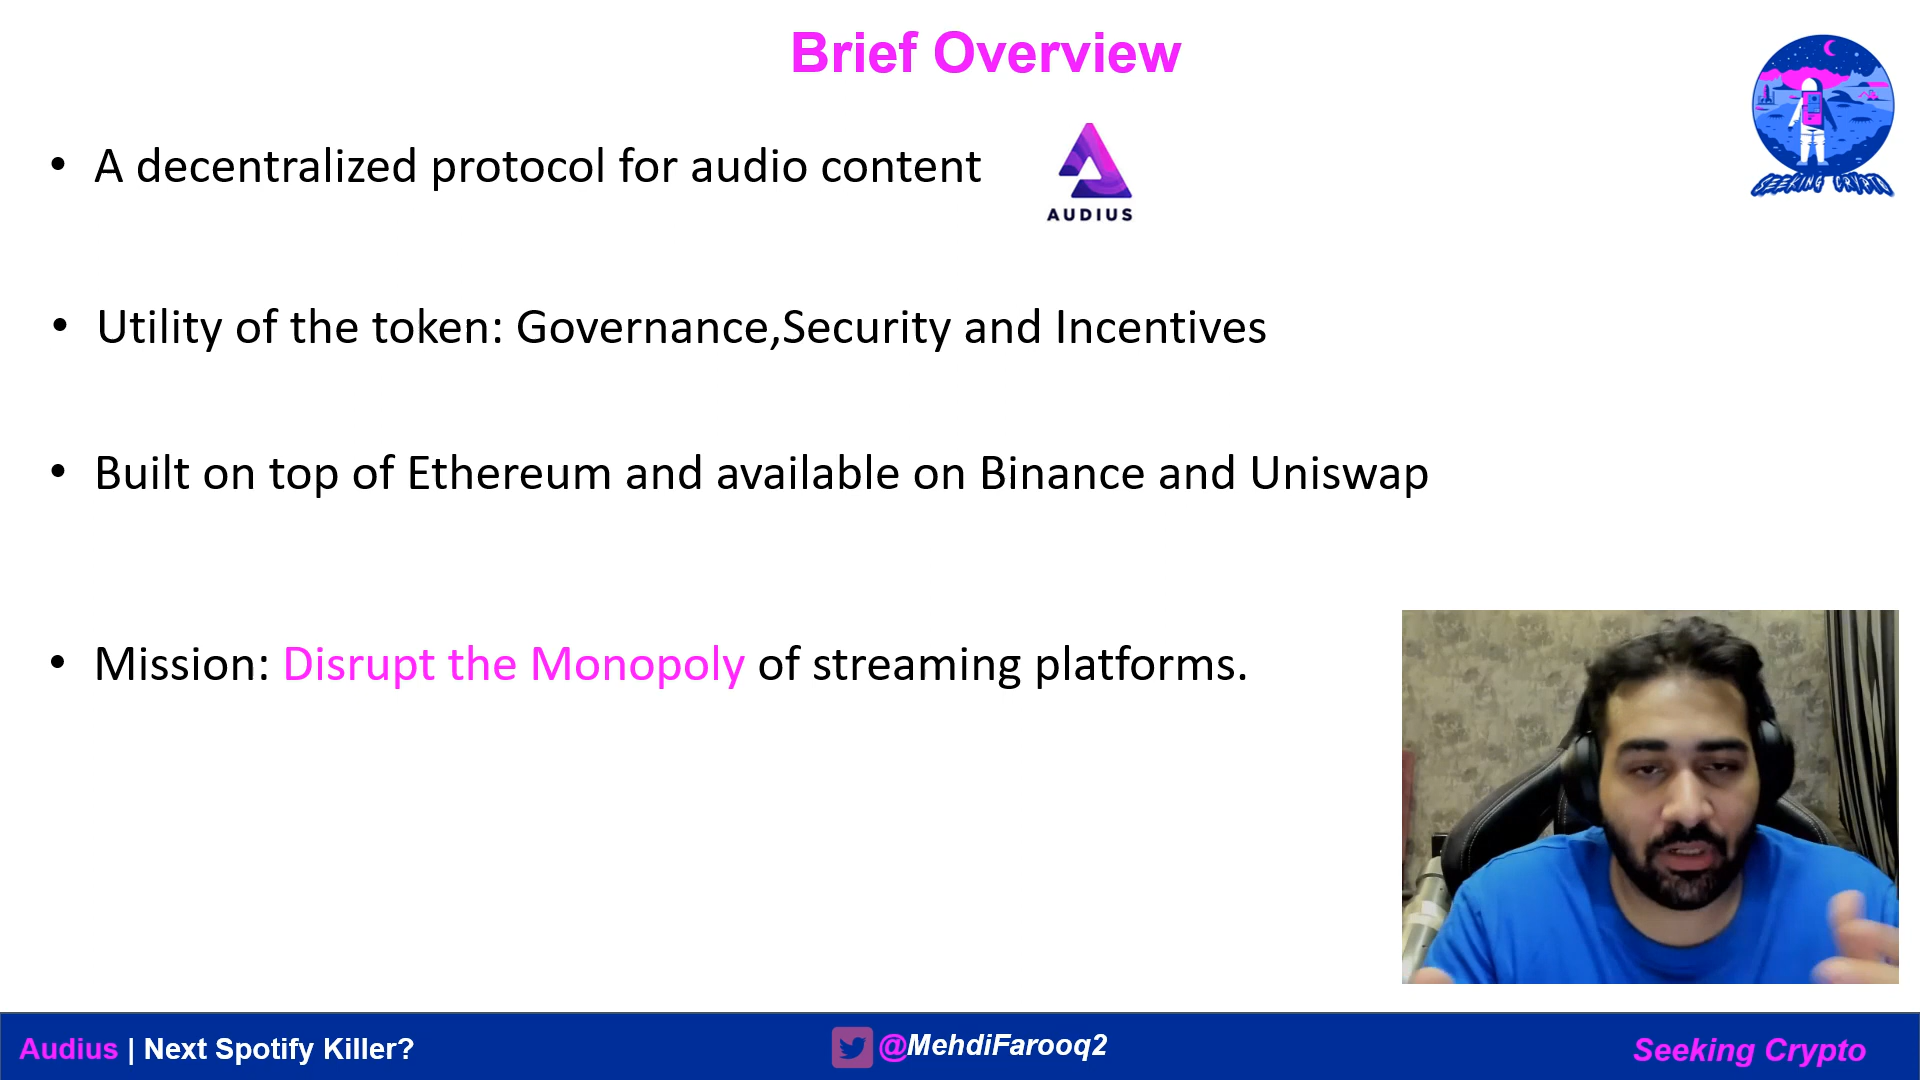 Brief Overview
SEEKING CRYPTO
• A decentralized protocol for audio content
AUDIUS
• Utility of the token: Governance,Security and Incentives
• Built on top of Ethereum and available on Binance and Uniswap
• Mission: Disrupt the Monopoly of streaming platforms.
Audius | Next Spotify Killer?
@MehdiFarooq2
Seeking Crypto